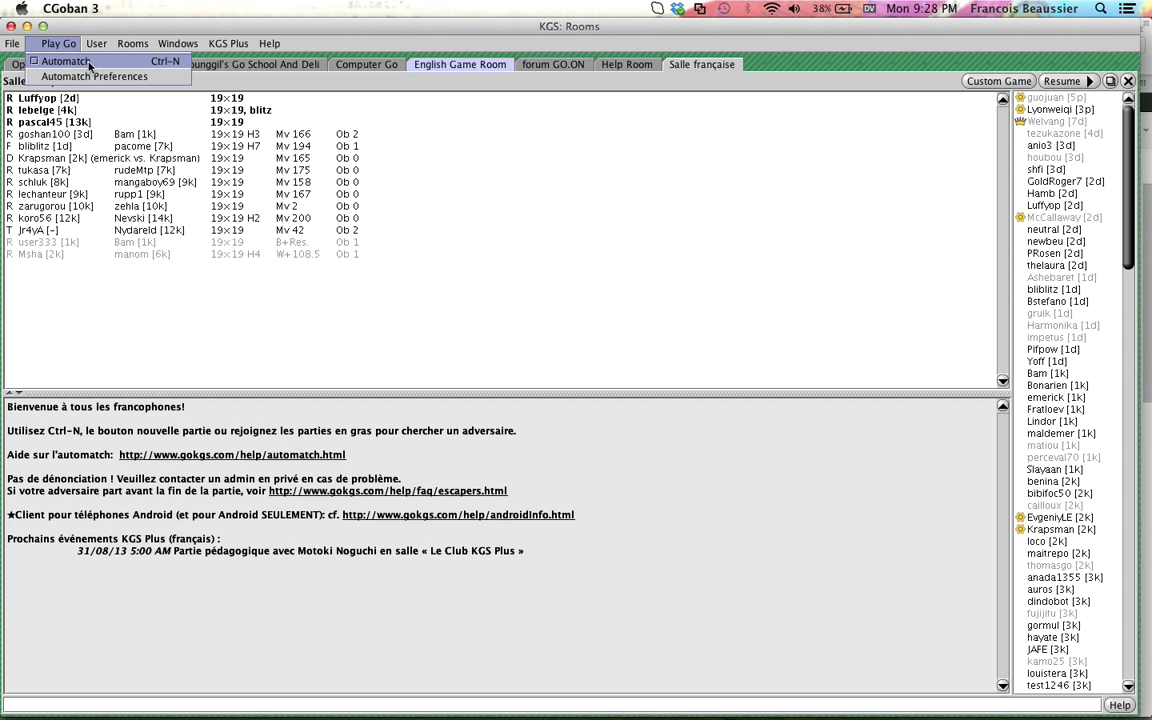 CGoban 3 38% DV Mon 9:28 PM Francois Beaussier
KGS: Rooms
File Play Go User Rooms Windows KGS Plus Help
Automatch Ctrl-N
Automatch Preferences
Op ounggil's Go School And Deli Computer Go English Game Room forum GO.ON Help Room Salle française
Salle Custom Game Resume
R Luffyop [2d] 19×19
R lebelge [4k] 19×19, blitz
R pascal45 [13k] 19×19
R goshan100 [3d] Bam [1k] 19×19 H3 Mv 166 Ob 2
F bliblitz [1d] pacome [7k] 19×19 H7 Mv 194 Ob 1
D Krapsman [2k] (emerick vs. Krapsman) 19×19 Mv 165 Ob 0
R tukasa [7k] rudeMtp [7k] 19×19 Mv 175 Ob 0
R schluk [8k] mangaboy69 [9k] 19×19 Mv 158 Ob 0
R lechanteur [9k] rupp1 [9k] 19×19 Mv 167 Ob 0
R zarugorou [10k] zehla [10k] 19×19 Mv 2 Ob 0
R koro56 [12k] Nevski [14k] 19×19 H2 Mv 200 Ob 0
T Jr4yA [-] Nydareld [12k] 19×19 Mv 42 Ob 2
R user333 [1k] Bam [1k] 19×19 B+Res. Ob 1
R Msha [2k] manom [6k] 19×19 H4 W+108.5 Ob 1
Bienvenue à tous les francophones!
Utilisez Ctrl-N, le bouton nouvelle partie ou rejoignez les parties en gras pour chercher un adversaire.
Aide sur l'automatch: http://www.gokgs.com/help/automatch.html
Pas de dénonciation ! Veuillez contacter un admin en privé en cas de problème.
Si votre adversaire part avant la fin de la partie, voir http://www.gokgs.com/help/faq/escapers.html
★Client pour téléphones Android (et pour Android SEULEMENT): cf. http://www.gokgs.com/help/androidInfo.html
Prochains événements KGS Plus (français) :
31/08/13 5:00 AM Partie pédagogique avec Motoki Noguchi en salle « Le Club KGS Plus »
guojuan [5p]
Lyonweiqi [3p]
Welvang [7d]
tezukazone [4d]
anio3 [3d]
houbou [3d]
shfi [3d]
GoldRoger7 [2d]
Hamb [2d]
Luffyop [2d]
McCallaway [2d]
neutral [2d]
newbeu [2d]
PRosen [2d]
thelaura [2d]
Ashebaret [1d]
bliblitz [1d]
Bstefano [1d]
gruik [1d]
Harmonika [1d]
impetus [1d]
Pifpow [1d]
Yoff [1d]
Bam [1k]
Bonarien [1k]
emerick [1k]
Fratloev [1k]
Lindor [1k]
maldemer [1k]
matiou [1k]
perceval70 [1k]
Slayaan [1k]
benina [2k]
bibifoc50 [2k]
cailloux [2k]
EvgeniyLE [2k]
Krapsman [2k]
loco [2k]
maitrepo [2k]
thomasgo [2k]
anada1355 [3k]
auros [3k]
dindobot [3k]
fujijitu [3k]
gormul [3k]
hayate [3k]
JAFE [3k]
kamo25 [3k]
louistera [3k]
test1246 [3k]
Help